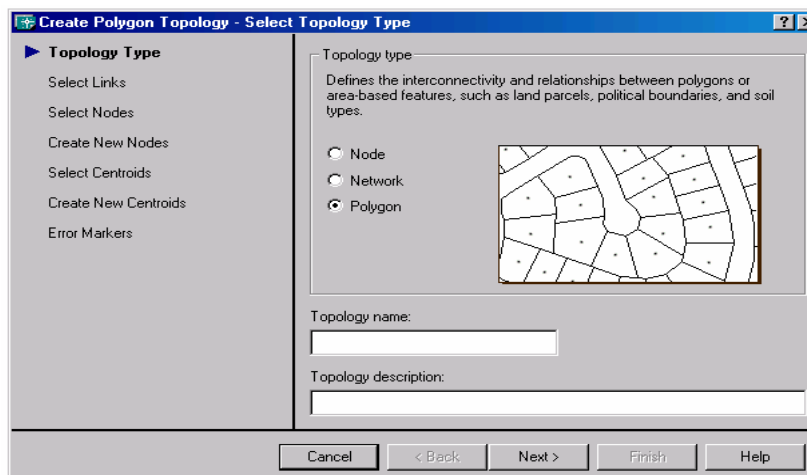 Create Polygon Topology - Select Topology Type
Topology Type
Select Links
Select Nodes
Create New Nodes
Select Centroids
Create New Centroids
Error Markers
Topology type
Defines the interconnectivity and relationships between polygons or
area-based features, such as land parcels, political boundaries, and soil
types.
Node
Network
Polygon
Topology name:
Topology description:
Cancel
< Back
Next >
Finish
Help